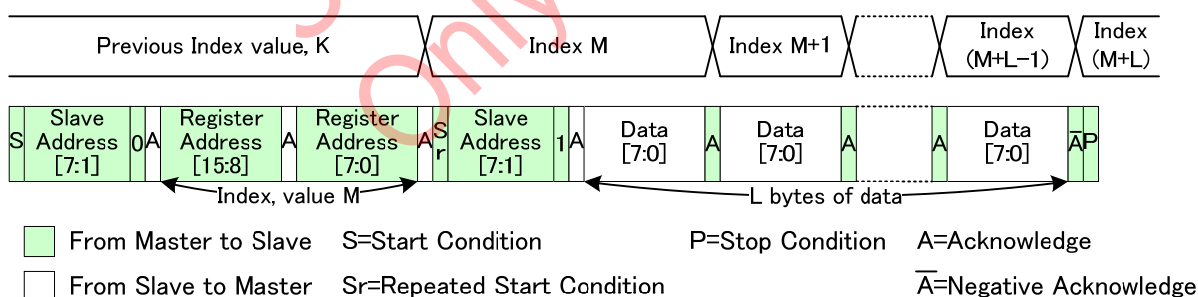 Previous Index value, K
Index M
Index M+1
Index
(M+L-1)
Index
(M+L)
S
Slave
Address
[7:1]
0
A
Register
Address
[15:8]
A
Register
Address
[7:0]
A
S
r
Slave
Address
[7:1]
1
A
Data
[7:0]
A
Data
[7:0]
A
A
Data
[7:0]
A̅
P
Index, value M
L bytes of data
From Master to Slave
S=Start Condition
P=Stop Condition
A=Acknowledge
From Slave to Master
Sr=Repeated Start Condition
A̅=Negative Acknowledge
Only